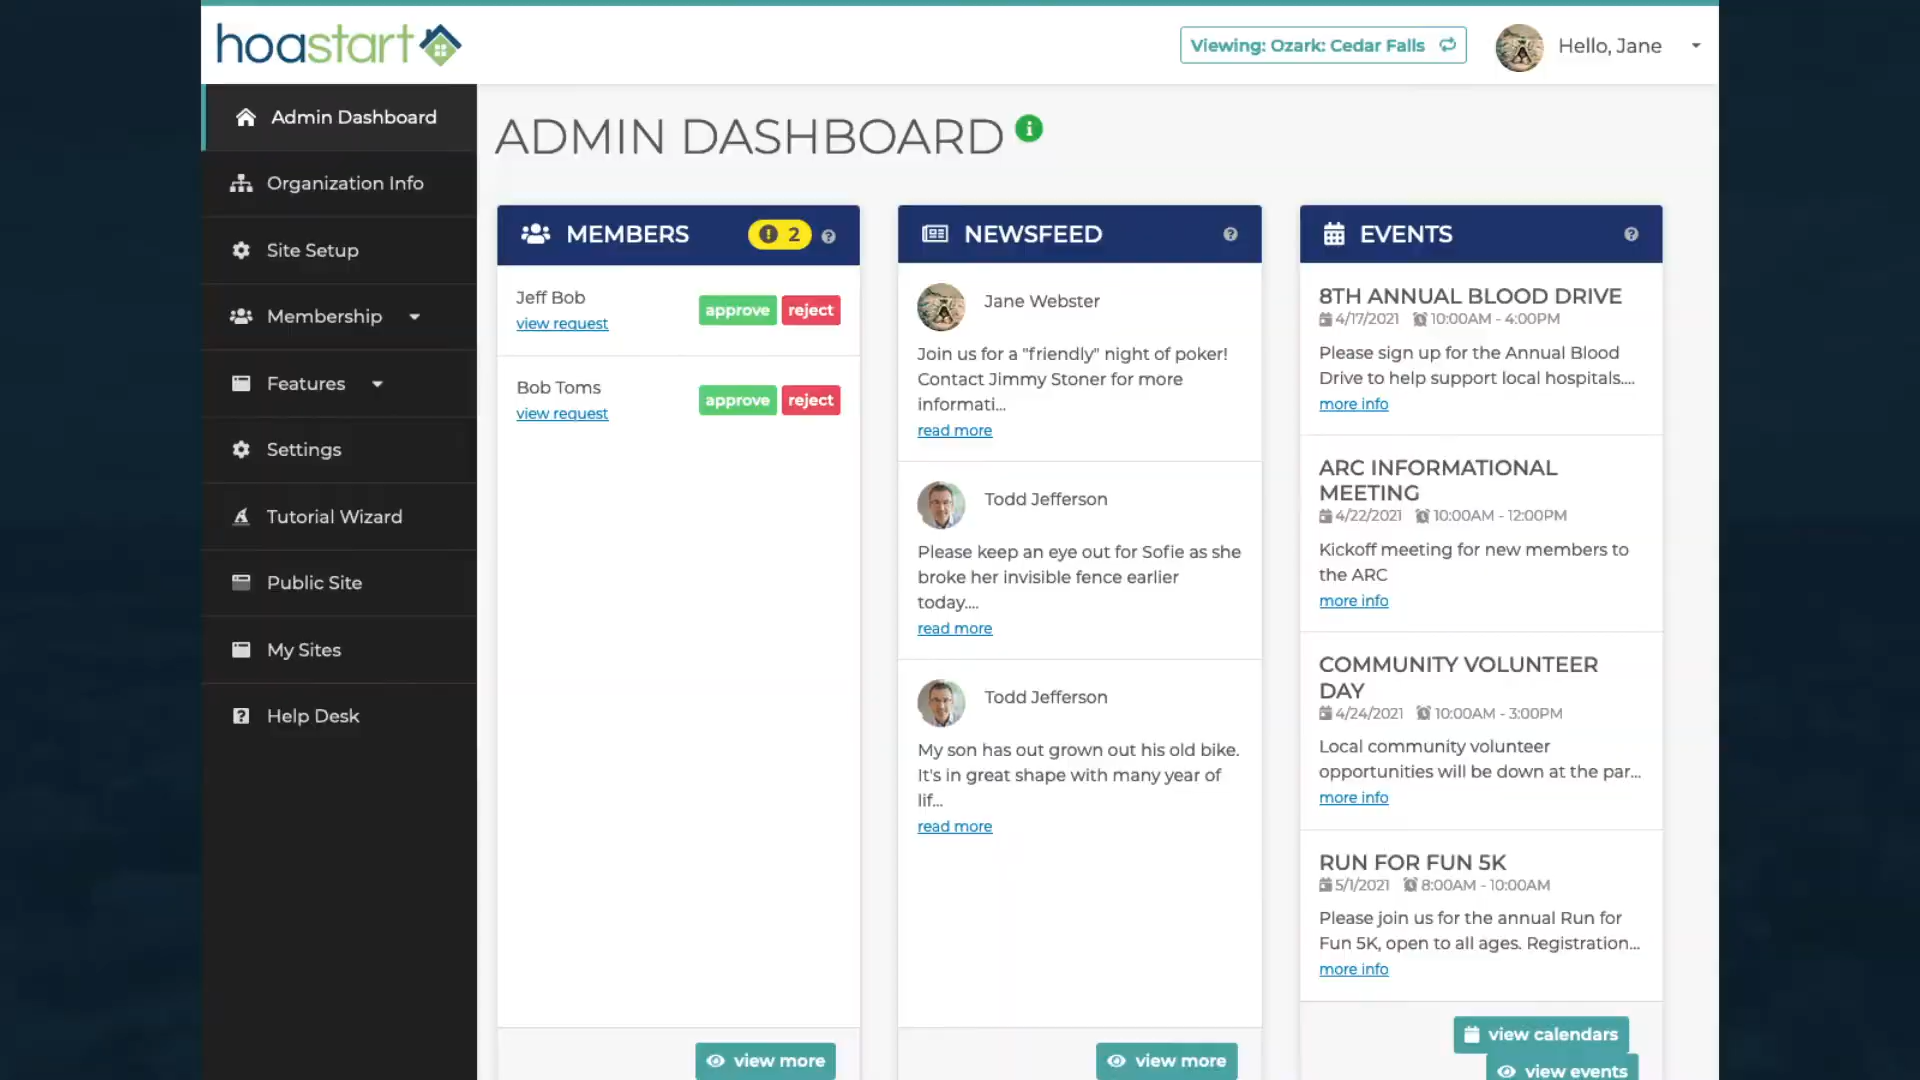 hoastart
Viewing: Ozark: Cedar Falls
Hello, Jane
Admin Dashboard
Organization Info
Site Setup
Membership
Features
Settings
Tutorial Wizard
Public Site
My Sites
Help Desk
ADMIN DASHBOARD
MEMBERS
2
Jeff Bob
view request
approve
reject
Bob Toms
view request
approve
reject
view more
NEWSFEED
Jane Webster
Join us for a "friendly" night of poker!
Contact Jimmy Stoner for more
informati...
read more
Todd Jefferson
Please keep an eye out for Sofie as she
broke her invisible fence earlier
today....
read more
Todd Jefferson
My son has out grown out his old bike.
It's in great shape with many year of
lif...
read more
view more
EVENTS
8TH ANNUAL BLOOD DRIVE
4/17/2021 10:00AM - 4:00PM
Please sign up for the Annual Blood
Drive to help support local hospitals....
more info
ARC INFORMATIONAL
MEETING
4/22/2021 10:00AM - 12:00PM
Kickoff meeting for new members to
the ARC
more info
COMMUNITY VOLUNTEER
DAY
4/24/2021 10:00AM - 3:00PM
Local community volunteer
opportunities will be down at the par...
more info
RUN FOR FUN 5K
5/1/2021 8:00AM - 10:00AM
Please join us for the annual Run for
Fun 5K, open to all ages. Registration...
more info
view calendars
view events